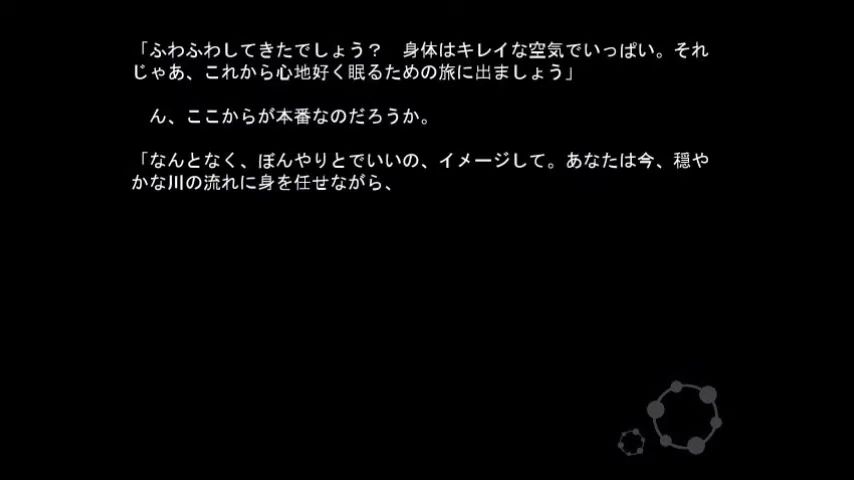 「ふわふわしてきたでしょう？　身体はキレイな空気でいっぱい。それ
じゃあ、これから心地好く眠るための旅に出ましょう」
　ん、ここからが本番なのだろうか。
「なんとなく、ぼんやりとでいいの、イメージして。あなたは今、穏や
かな川の流れに身を任せながら、